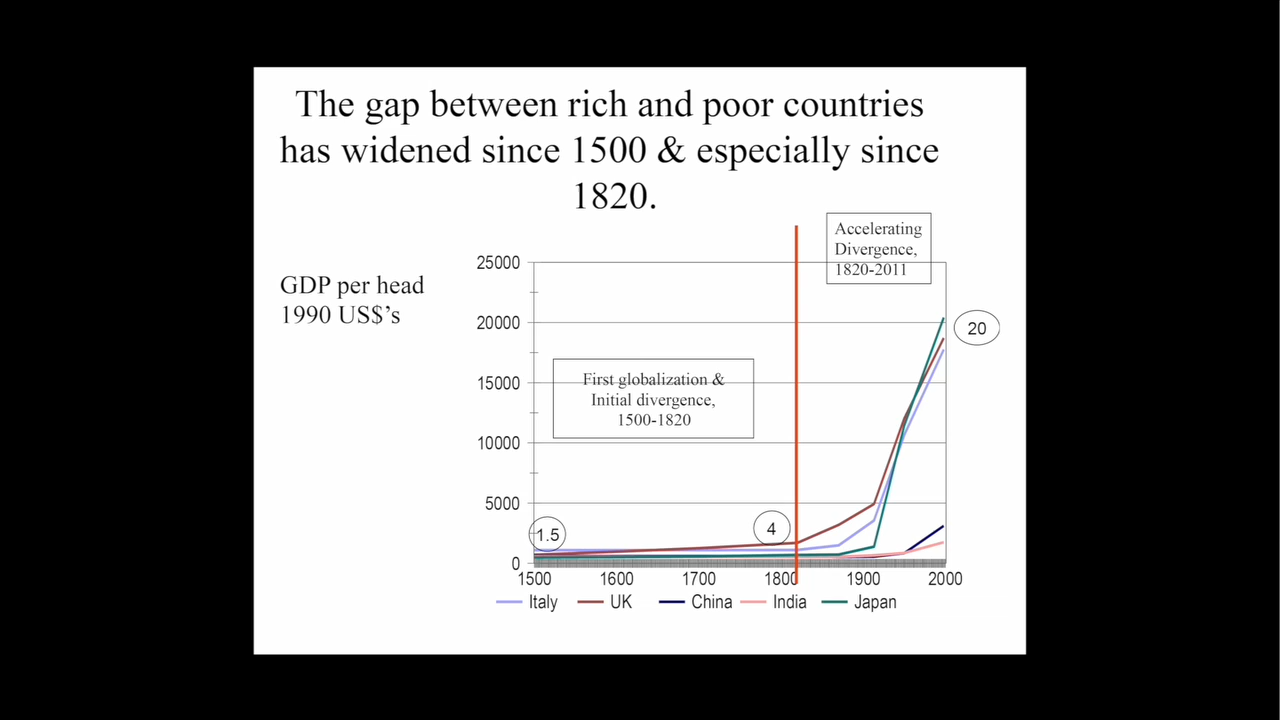 The gap between rich and poor countries
has widened since 1500 & especially since
1820.
Accelerating
Divergence,
1820-2011
GDP per head
1990 US$'s
25000
20000
15000
10000
5000
0
20
First globalization &
Initial divergence,
1500-1820
1.5
4
1500 1600 1700 1800 1900 2000
Italy UK China India Japan